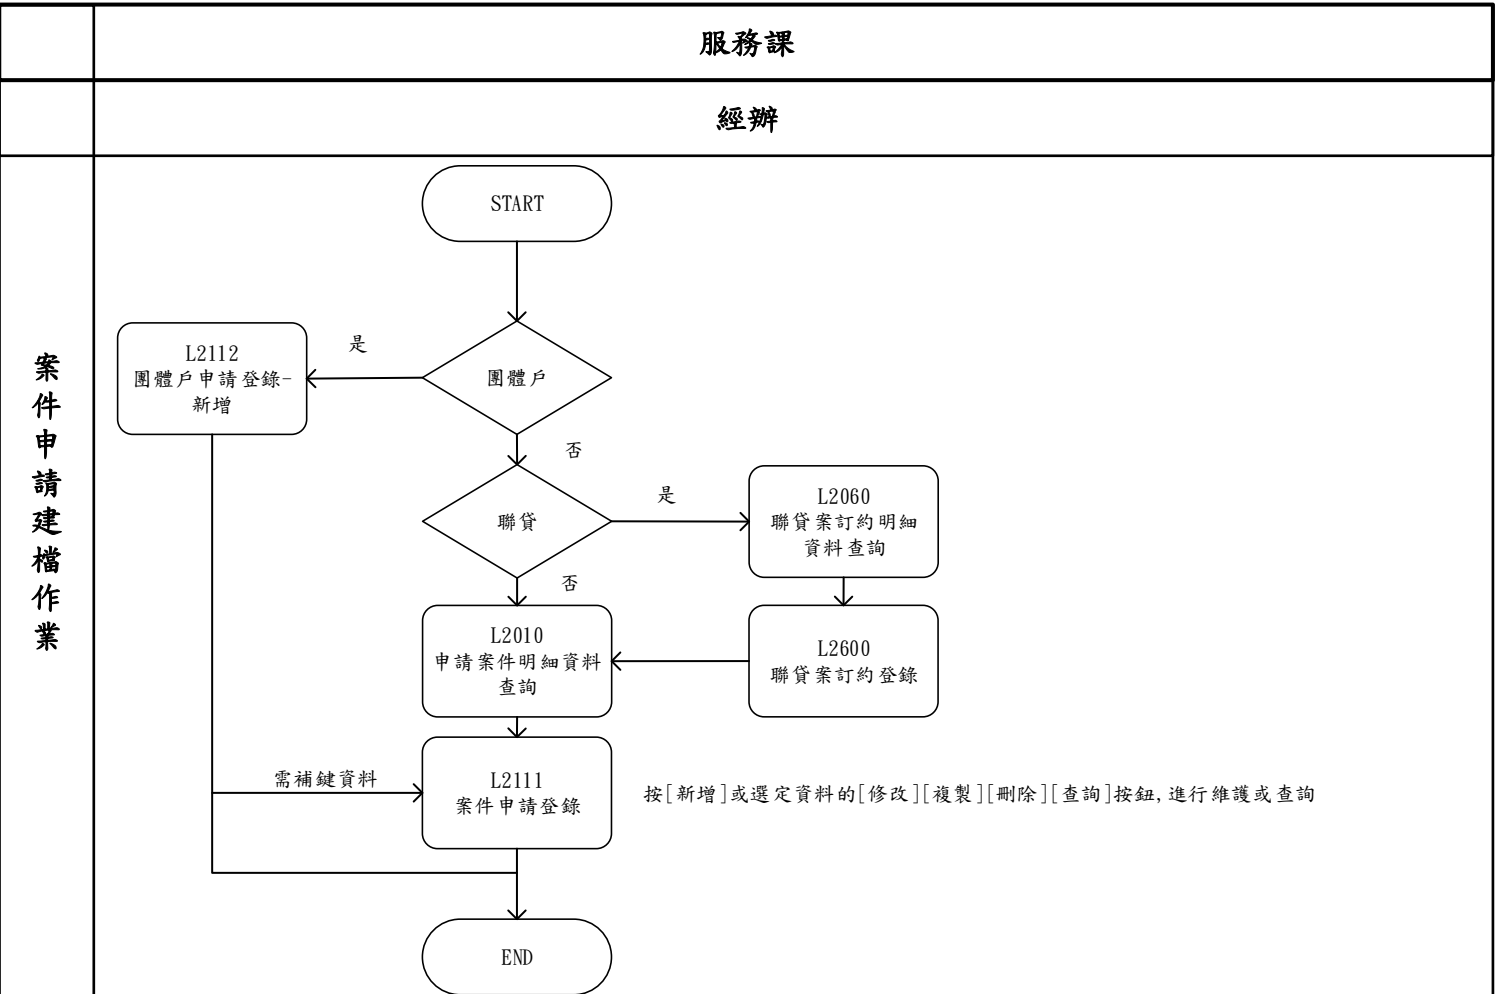 服務課
經辦
案件申請建檔作業
START
團體戶
是
L2112
團體戶申請登錄-
新增
否
聯貸
是
L2060
聯貸案訂約明細
資料查詢
否
L2010
申請案件明細資料
查詢
L2600
聯貸案訂約登錄
需補鍵資料
L2111
案件申請登錄
按[新增]或選定資料的[修改][複製][刪除][查詢]按鈕,進行維護或查詢
END